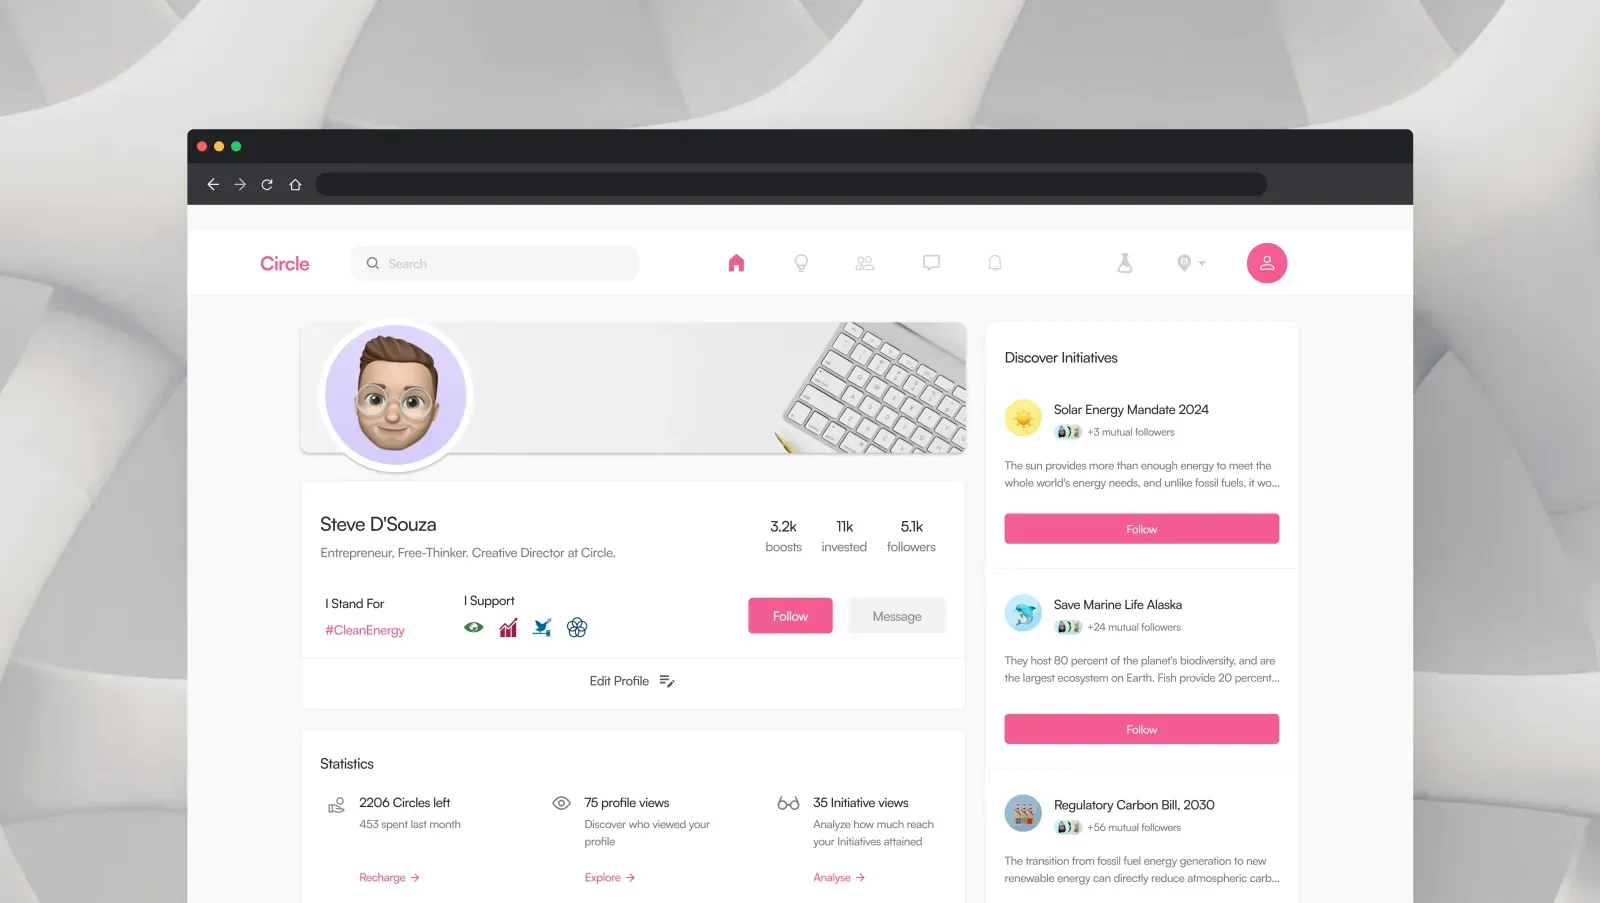 Circle
Search
Steve D'Souza
Entrepreneur, Free-Thinker. Creative Director at Circle.
3.2k
boosts
11k
invested
5.1k
followers
I Stand For
#CleanEnergy
I Support
Follow
Message
Edit Profile
Statistics
2206 Circles left
453 spent last month
Recharge →
75 profile views
Discover who viewed your
profile
Explore →
35 Initiative views
Analyze how much reach
your Initiatives attained
Analyse →
Discover Initiatives
Solar Energy Mandate 2024
+3 mutual followers
The sun provides more than enough energy to meet the
whole world's energy needs, and unlike fossil fuels, it wo...
Follow
Save Marine Life Alaska
+24 mutual followers
They host 80 percent of the planet's biodiversity, and are
the largest ecosystem on Earth. Fish provide 20 percent...
Follow
Regulatory Carbon Bill, 2030
+56 mutual followers
The transition from fossil fuel energy generation to new
renewable energy can directly reduce atmospheric carb...